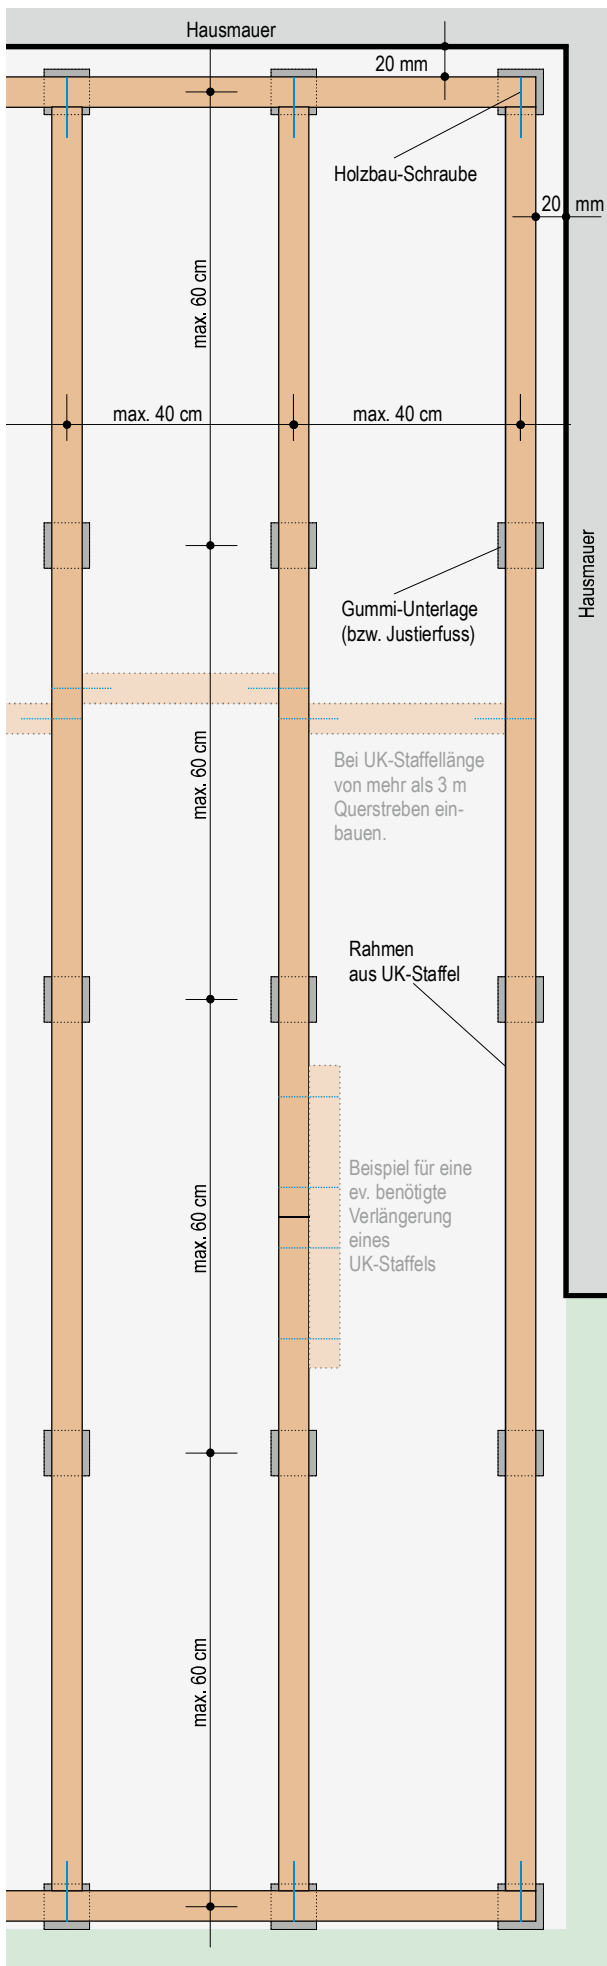 Hausmauer
20 mm
Holzbau-Schraube
20 mm
max. 60 cm
max. 40 cm
max. 40 cm
Hausmauer
Gummi-Unterlage
(bzw. Justierfuss)
max. 60 cm
Bei UK-Staffellänge
von mehr als 3 m
Querstreben ein-
bauen.
Rahmen
aus UK-Staffel
max. 60 cm
Beispiel für eine
ev. benötigte
Verlängerung
eines
UK-Staffels
max. 60 cm